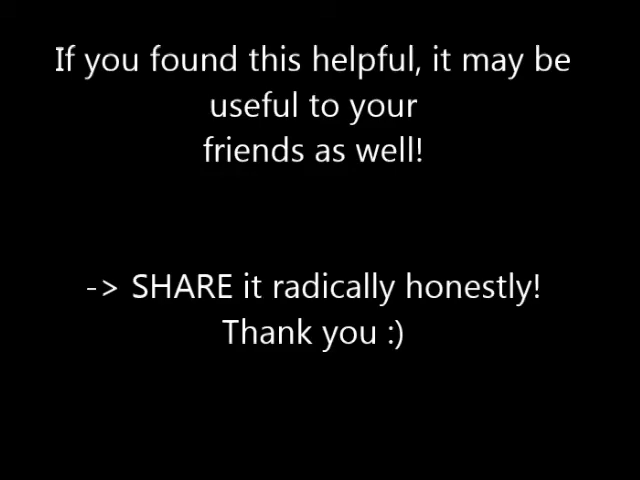 If you found this helpful, it may be
useful to your
friends as well!
-> SHARE it radically honestly!
Thank you :)